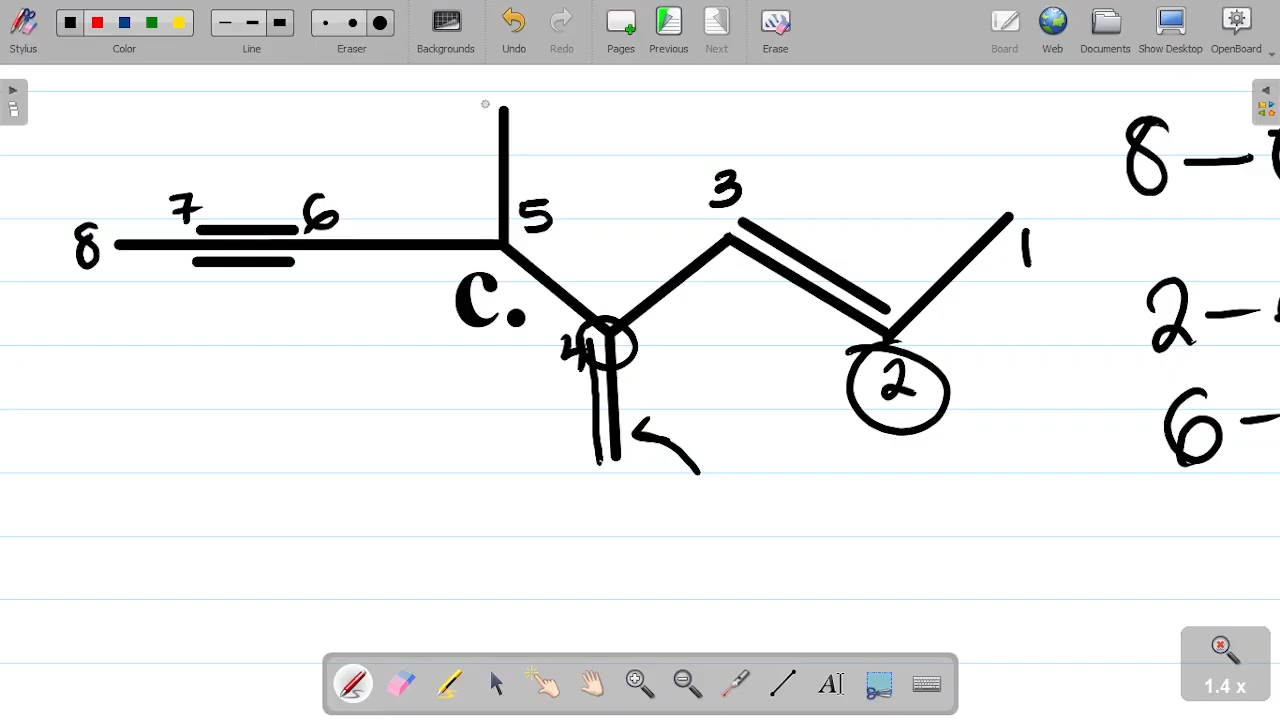 Stylus Color Line Eraser Backgrounds Undo Redo Pages Previous Next Erase Board Web Documents Show Desktop OpenBoard
8 7 6 5 3 1
8 —
C.
4 2
2 —
6 —
AI
1.4 x